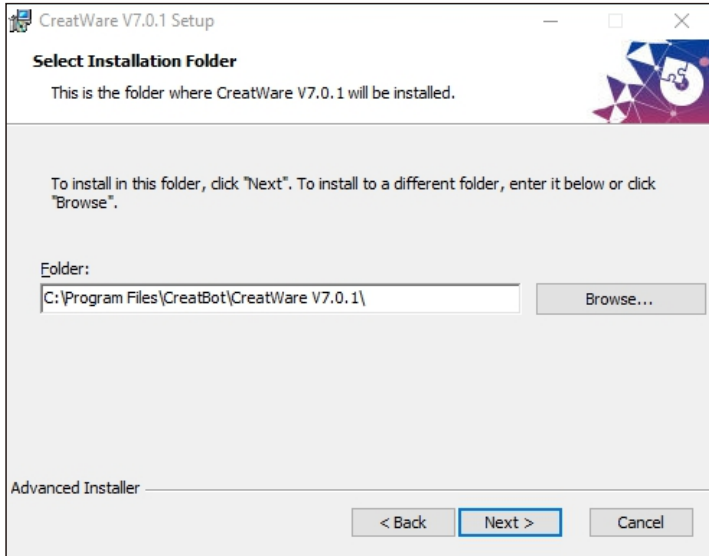 CreatWare V7.0.1 Setup
Select Installation Folder
This is the folder where CreatWare V7.0.1 will be installed.
To install in this folder, click "Next". To install to a different folder, enter it below or click
"Browse".
Folder:
C:\Program Files\CreatBot\CreatWare V7.0.1\
Browse...
Advanced Installer
< Back
Next >
Cancel